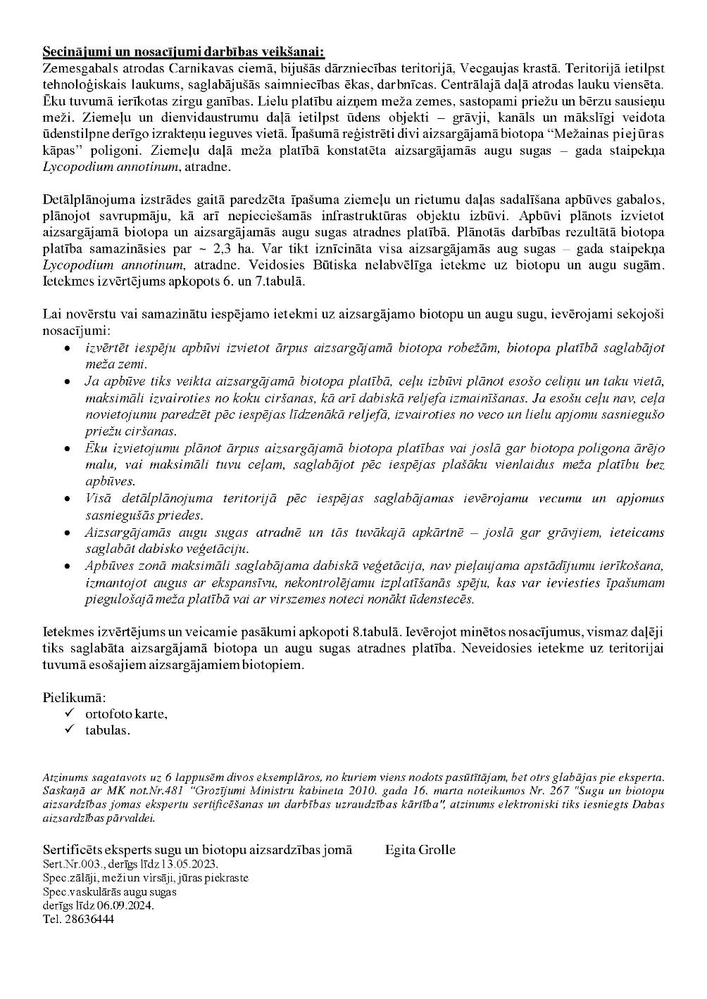 Secinājumi un nosacījumi darbības veikšanai:
Zemesgabals atrodas Carnikavas ciemā, bijušās dārzniecības teritorijā, Vecgaujas krastā. Teritorijā ietilpst
tehnoloģiskais laukums, saglabājušās saimniecības ēkas, darbnīcas. Centrālajā daļā atrodas lauku viensēta.
Ēku tuvumā ierīkotas zirgu ganības. Lielu platību aizņem meža zemes, sastopami priežu un bērzu sausieņu
meži. Ziemeļu un dienvidaustrumu daļā ietilpst ūdens objekti – grāvji, kanāls un mākslīgi veidota
ūdenstilpne derīgo izrakteņu ieguves vietā. Īpašumā reģistrēti divi aizsargājamā biotopa “Mežainas piejūras
kāpas” poligoni. Ziemeļu daļā meža platībā konstatēta aizsargājamās augu sugas – gada staipekņa
Lycopodium annotinum, atradne.
Detālplānojuma izstrādes gaitā paredzēta īpašuma ziemeļu un rietumu daļas sadalīšana apbūves gabalos,
plānojot savrupmāju, kā arī nepieciešamās infrastruktūras objektu izbūvi. Apbūvi plānots izvietot
aizsargājamā biotopa un aizsargājamās augu sugas atradnes platībā. Plānotās darbības rezultātā biotopa
platība samazināsies par ~ 2,3 ha. Var tikt iznīcināta visa aizsargājamās aug sugas – gada staipekņa
Lycopodium annotinum, atradne. Veidosies Būtiska nelabvēlīga ietekme uz biotopu un augu sugām.
Ietekmes izvērtējums apkopots 6. un 7.tabulā.
Lai novērstu vai samazinātu iespējamo ietekmi uz aizsargājamo biotopu un augu sugu, ievērojami sekojoši
nosacījumi:
• izvērtēt iespēju apbūvi izvietot ārpus aizsargājamā biotopa robežām, biotopa platībā saglabājot
meža zemi.
• Ja apbūve tiks veikta aizsargājamā biotopa platībā, ceļu izbūvi plānot esošo celiņu un taku vietā,
maksimāli izvairoties no koku ciršanas, kā arī dabiskā reljefa izmainīšanas. Ja esošu ceļu nav, ceļa
novietojumu paredzēt pēc iespējas līdzenākā reljefā, izvairoties no veco un lielu apjomu sasniegušo
priežu ciršanas.
• Ēku izvietojumu plānot ārpus aizsargājamā biotopa platības vai joslā gar biotopa poligona ārējo
malu, vai maksimāli tuvu ceļam, saglabājot pēc iespējas plašāku vienlaidus meža platību bez
apbūves.
• Visā detālplānojuma teritorijā pēc iespējas saglabājamas ievērojamu vecumu un apjomus
sasniegušās priedes.
• Aizsargājamās augu sugas atradnē un tās tuvākajā apkārtnē – joslā gar grāvjiem, ieteicams
saglabāt dabisko veģetāciju.
• Apbūves zonā maksimāli saglabājama dabiskā veģetācija, nav pieļaujama apstādījumu ierīkošana,
izmantojot augus ar ekspansīvu, nekontrolējamu izplatīšanās spēju, kas var ieviesties īpašumam
piegulošajā meža platībā vai ar virszemes noteci nonākt ūdenstecēs.
Ietekmes izvērtējums un veicamie pasākumi apkopoti 8.tabulā. Ievērojot minētos nosacījumus, vismaz daļēji
tiks saglabāta aizsargājamā biotopa un augu sugas atradnes platība. Neveidosies ietekme uz teritorijai
tuvumā esošajiem aizsargājamiem biotopiem.
Pielikumā:
✓ ortofoto karte,
✓ tabulas.
Atzinums sagatavots uz 6 lappusēm divos eksemplāros, no kuriem viens nodots pasūtītājam, bet otrs glabājas pie eksperta.
Saskaņā ar MK not.Nr.481 “Grozījumi Ministru kabineta 2010. gada 16. marta noteikumos Nr. 267 "Sugu un biotopu
aizsardzības jomas ekspertu sertificēšanas un darbības uzraudzības kārtība", atzinums elektroniski tiks iesniegts Dabas
aizsardzības pārvaldei.
Sertificēts eksperts sugu un biotopu aizsardzības jomā Egita Grolle
Sert.Nr.003., derīgs līdz 13.05.2023.
Spec.zālāji, meži un virsāji, jūras piekraste
Spec.vaskulārās augu sugas
derīgs līdz 06.09.2024.
Tel. 28636444